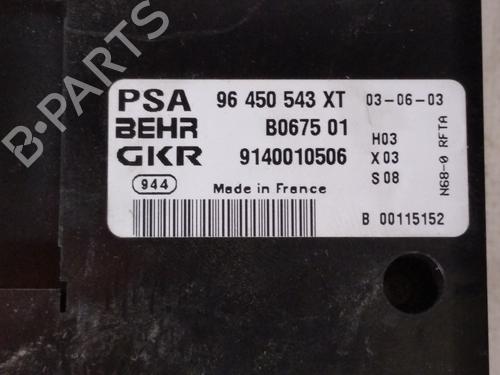 PSA 96 450 543 XT 03-06-03
BEHR B0675 01 H03
GKR 9140010506 X03
944 Made in France S08
B 00115152
N68-0 RFTA
B-Parts